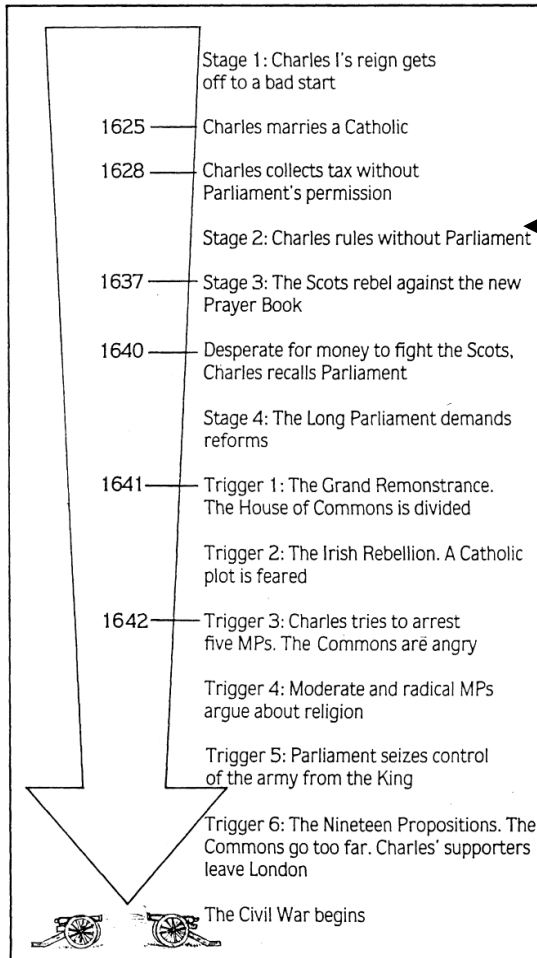 Stage 1: Charles I's reign gets
off to a bad start
1625 Charles marries a Catholic
1628 Charles collects tax without
Parliament's permission
Stage 2: Charles rules without Parliament
1637 Stage 3: The Scots rebel against the new
Prayer Book
1640 Desperate for money to fight the Scots,
Charles recalls Parliament
Stage 4: The Long Parliament demands
reforms
1641 Trigger 1: The Grand Remonstrance.
The House of Commons is divided
Trigger 2: The Irish Rebellion. A Catholic
plot is feared
1642 Trigger 3: Charles tries to arrest
five MPs. The Commons are angry
Trigger 4: Moderate and radical MPs
argue about religion
Trigger 5: Parliament seizes control
of the army from the King
Trigger 6: The Nineteen Propositions. The
Commons go too far. Charles' supporters
leave London
The Civil War begins